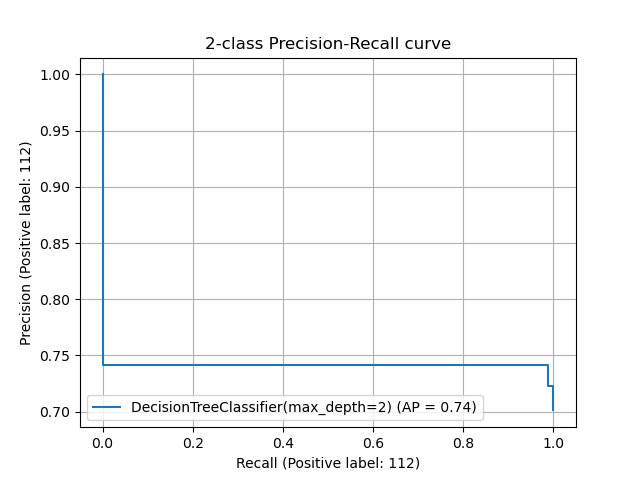 2-class Precision-Recall curve
Precision (Positive label: 112)
1.00
0.95
0.90
0.85
0.80
0.75
0.70
DecisionTreeClassifier(max_depth=2) (AP = 0.74)
0.0 0.2 0.4 0.6 0.8 1.0
Recall (Positive label: 112)